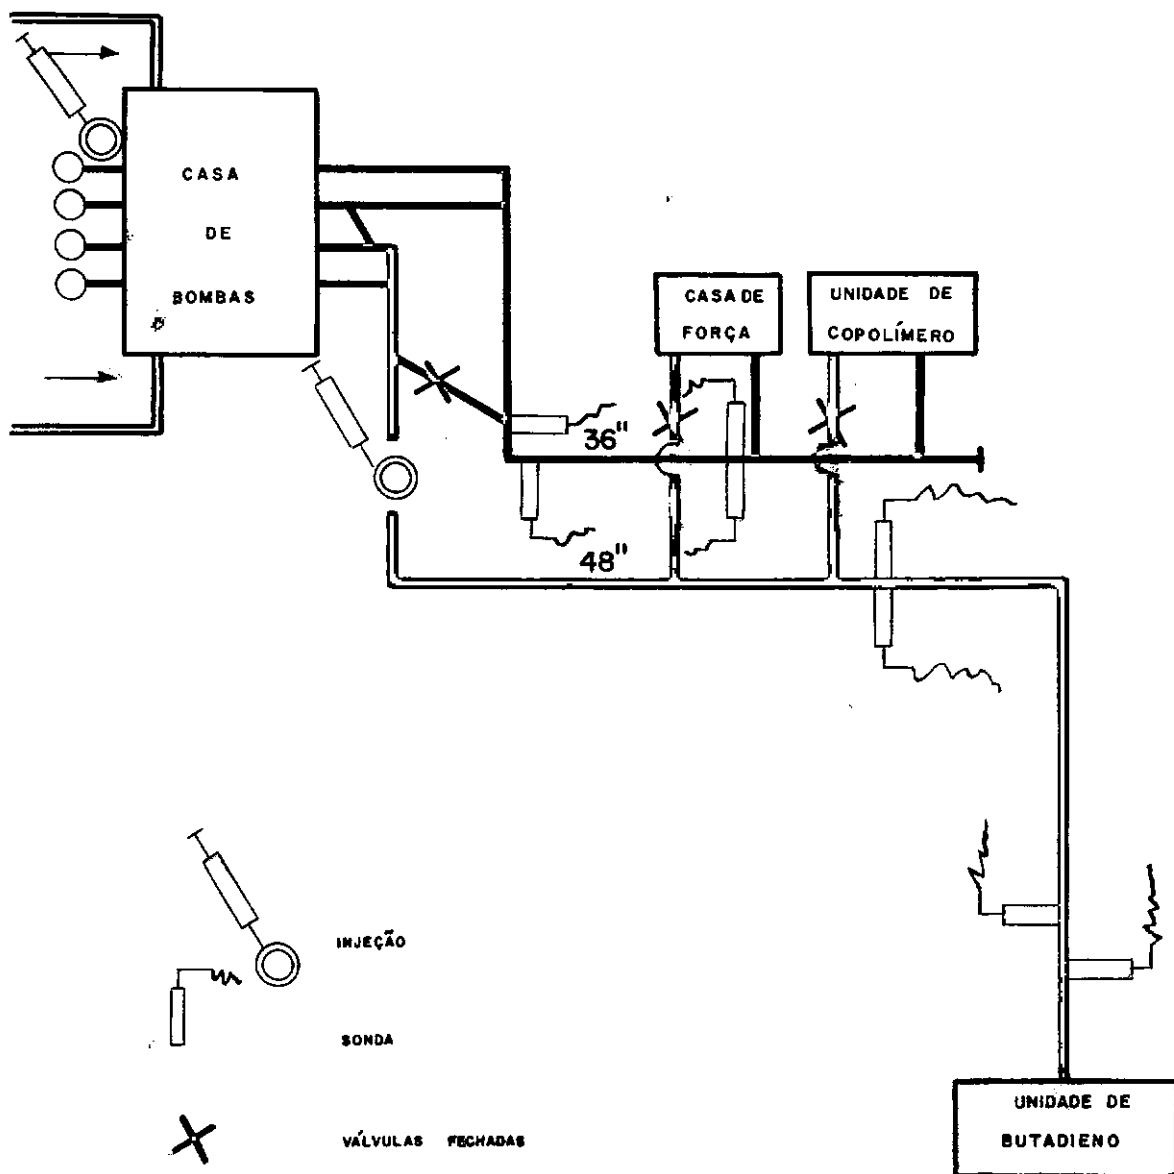 CASA
DE
BOMBAS
CASA DE
FORÇA
UNIDADE DE
COPOLÍMERO
36"
48"
INJEÇÃO
SONDA
VÁLVULAS FECHADAS
UNIDADE DE
BUTADIENO